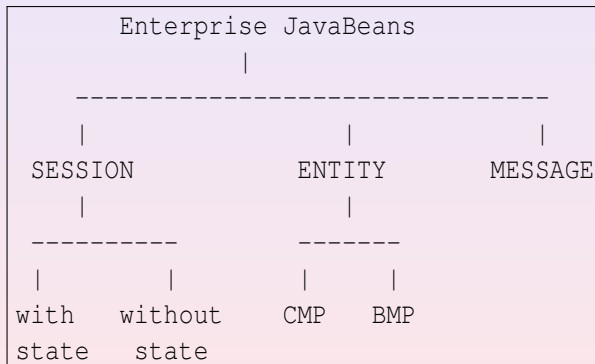 Enterprise JavaBeans
|
--------------------------------
| | |
SESSION ENTITY MESSAGE
| |
---------- -------
| | | |
with without CMP BMP
state state